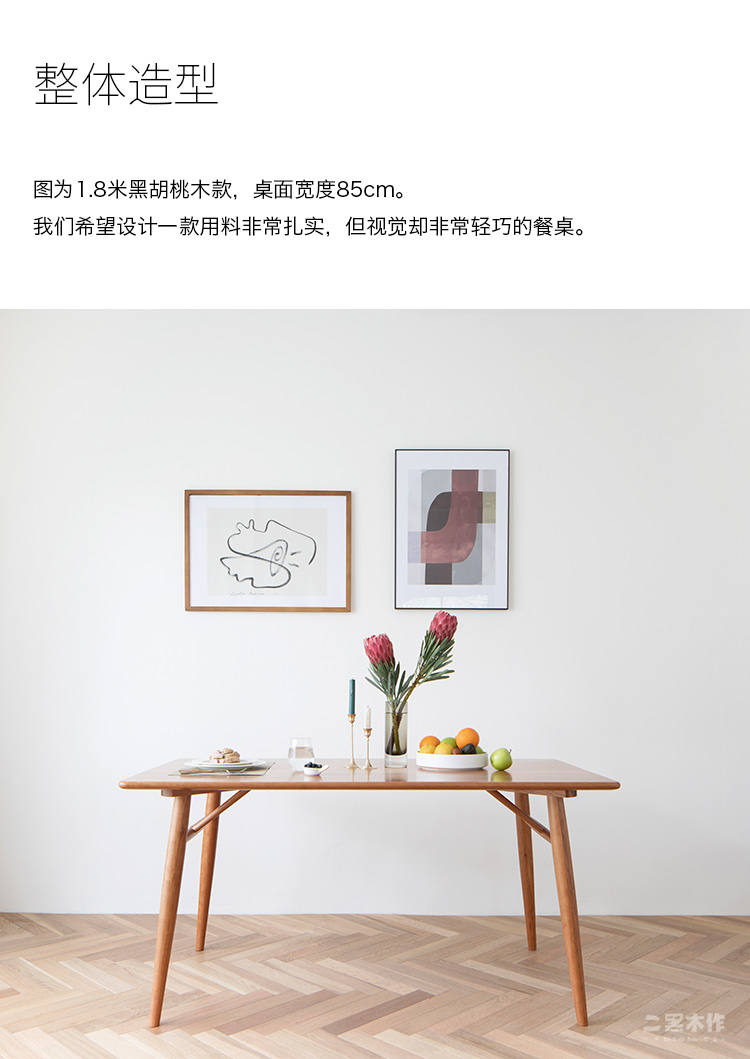 整体造型
图为1.8米黑胡桃木款，桌面宽度85cm。
我们希望设计一款用料非常扎实，但视觉却非常轻巧的餐桌。
二黑木作